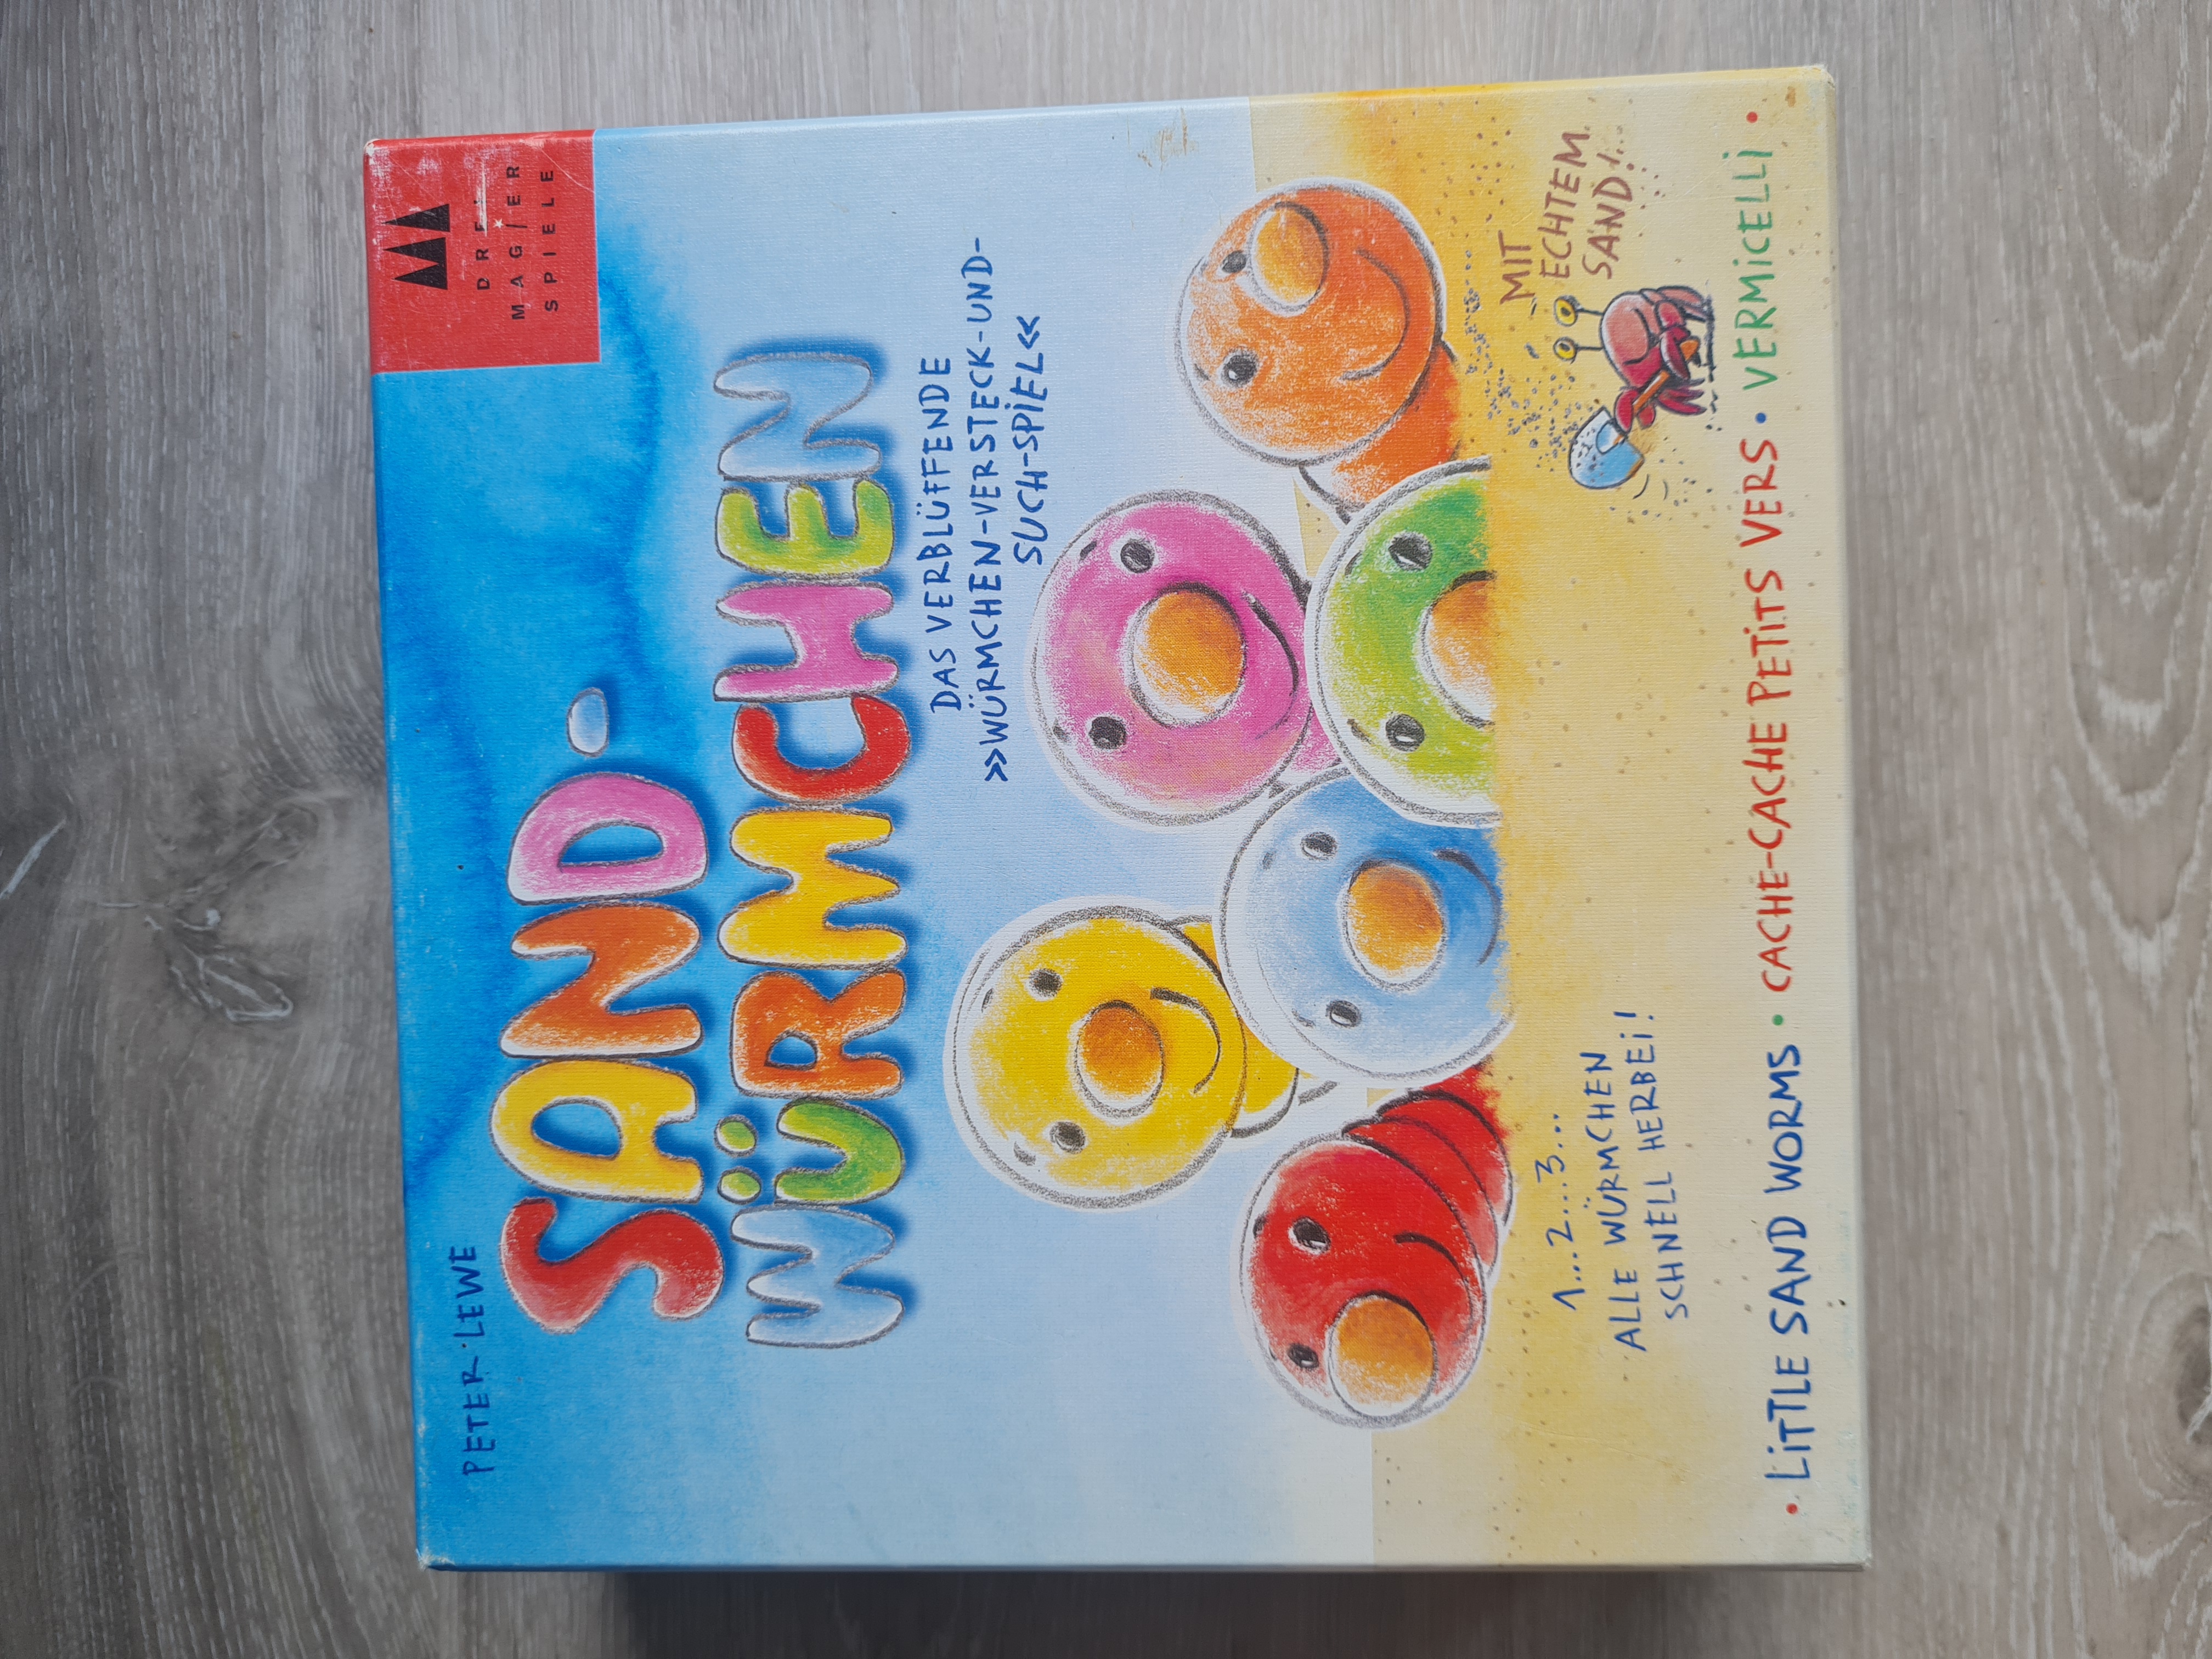 PETER LEWE
DREI
MAGIER
SPIELE
SAND-
WÜRMCHEN
DAS VERBLÜFFENDE
»WÜRMCHEN-VERSTECK-UND-
SUCH-SPIEL«
MIT
ECHTEM
SAND!
1...2...3...
ALLE WÜRMCHEN
SCHNELL HERBEI!
• LITTLE SAND WORMS • CACHE-CACHE PETITS VERS • VERMICELLI •